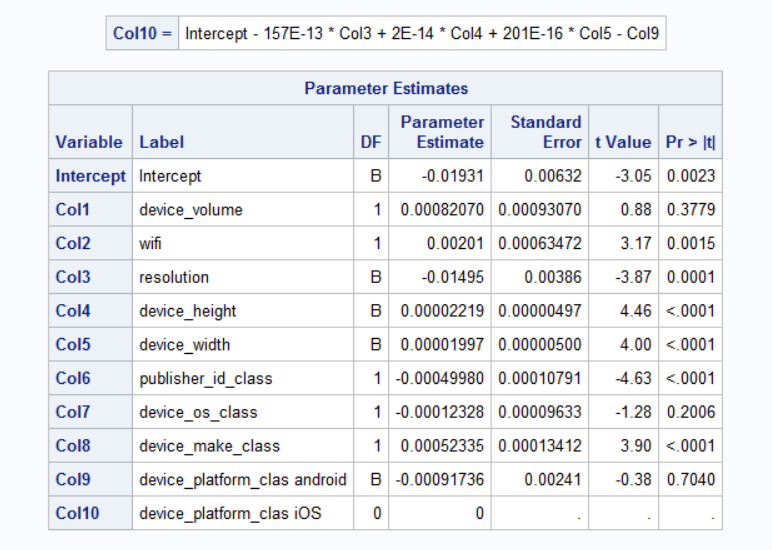 Col10 = Intercept - 157E-13 * Col3 + 2E-14 * Col4 + 201E-16 * Col5 - Col9
Parameter Estimates
Variable Label DF Parameter Estimate Standard Error t Value Pr > |t|
Intercept Intercept B -0.01931 0.00632 -3.05 0.0023
Col1 device_volume 1 0.00082070 0.00093070 0.88 0.3779
Col2 wifi 1 0.00201 0.00063472 3.17 0.0015
Col3 resolution B -0.01495 0.00386 -3.87 0.0001
Col4 device_height B 0.00002219 0.00000497 4.46 <.0001
Col5 device_width B 0.00001997 0.00000500 4.00 <.0001
Col6 publisher_id_class 1 -0.00049980 0.00010791 -4.63 <.0001
Col7 device_os_class 1 -0.00012328 0.00009633 -1.28 0.2006
Col8 device_make_class 1 0.00052335 0.00013412 3.90 <.0001
Col9 device_platform_clas android B -0.00091736 0.00241 -0.38 0.7040
Col10 device_platform_clas iOS 0 0 . . .